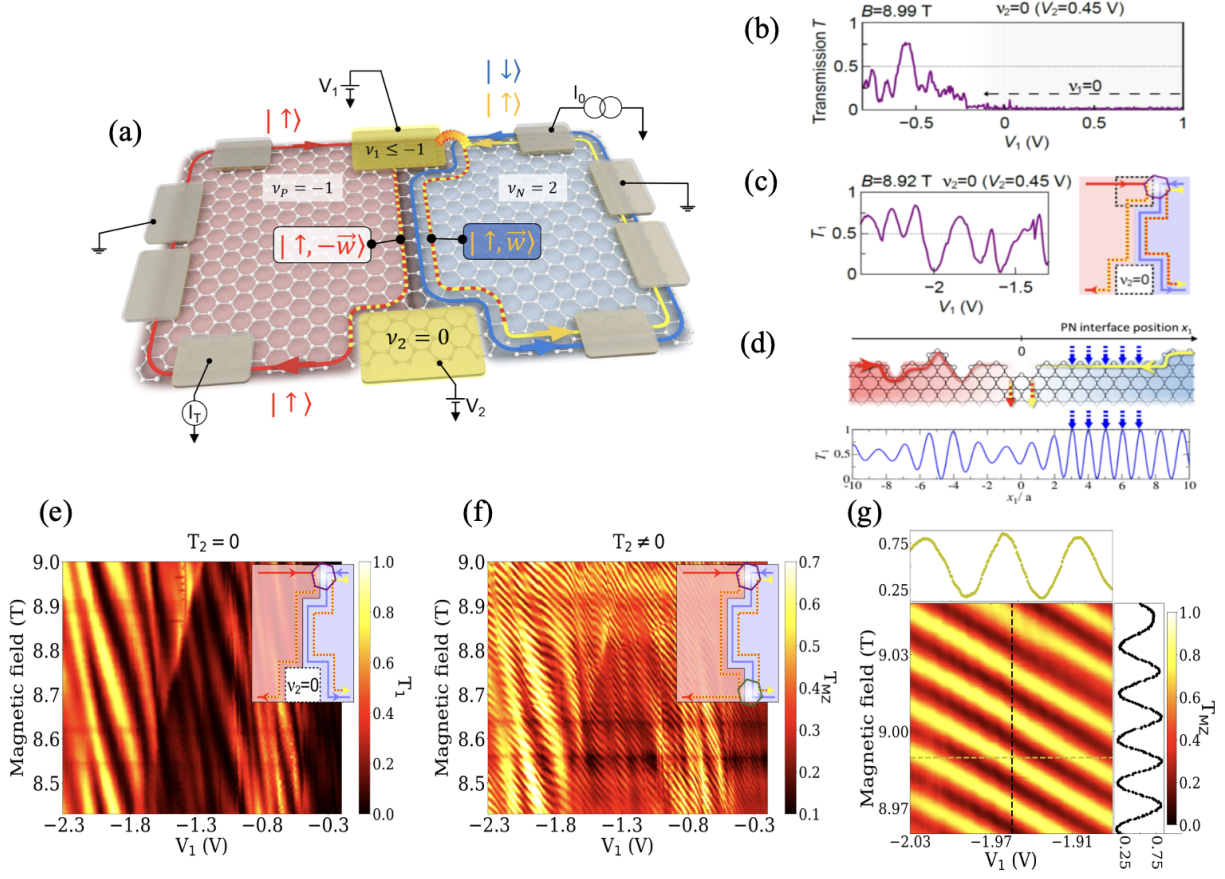 (a)
V₁
| ↑⟩
| ↓⟩
| ↑⟩
I₀
ν₁ ≤ −1
ν_P = −1
ν_N = 2
| ↑, −w⃗⟩
| ↑, w⃗⟩
ν₂ = 0
I_T
| ↑⟩
V₂
(b)
B=8.99 T
ν₂=0 (V₂=0.45 V)
Transmission T
1
0.5
0
ν₁=0
−0.5
0
0.5
1
V₁ (V)
(c)
B=8.92 T ν₂=0 (V₂=0.45 V)
T₁
1
0.5
0
−2
−1.5
V₁ (V)
ν₂=0
(d)
PN interface position x₁
0
T₁
1
0,5
0
-10 -8 -6 -4 -2 0 2 4 6 8 10
x₁/ a
(e)
T₂ = 0
Magnetic field (T)
9.0
8.9
8.8
8.7
8.6
8.5
−2.3 −1.8 −1.3 −0.8 −0.3
V₁ (V)
ν₂=0
1.0
0.8
0.6
0.4
0.2
0.0
T₁
(f)
T₂ ≠ 0
Magnetic field (T)
9.0
8.9
8.8
8.7
8.6
8.5
−2.3 −1.8 −1.3 −0.8 −0.3
V₁ (V)
0.7
0.6
0.5
0.4
0.3
0.2
0.1
T_MZ
(g)
0.75
0.25
Magnetic field (T)
9.03
9.00
8.97
−2.03 −1.97 −1.91
V₁ (V)
0.25
0.75
1.0
0.8
0.6
0.4
0.2
0.0
T_MZ